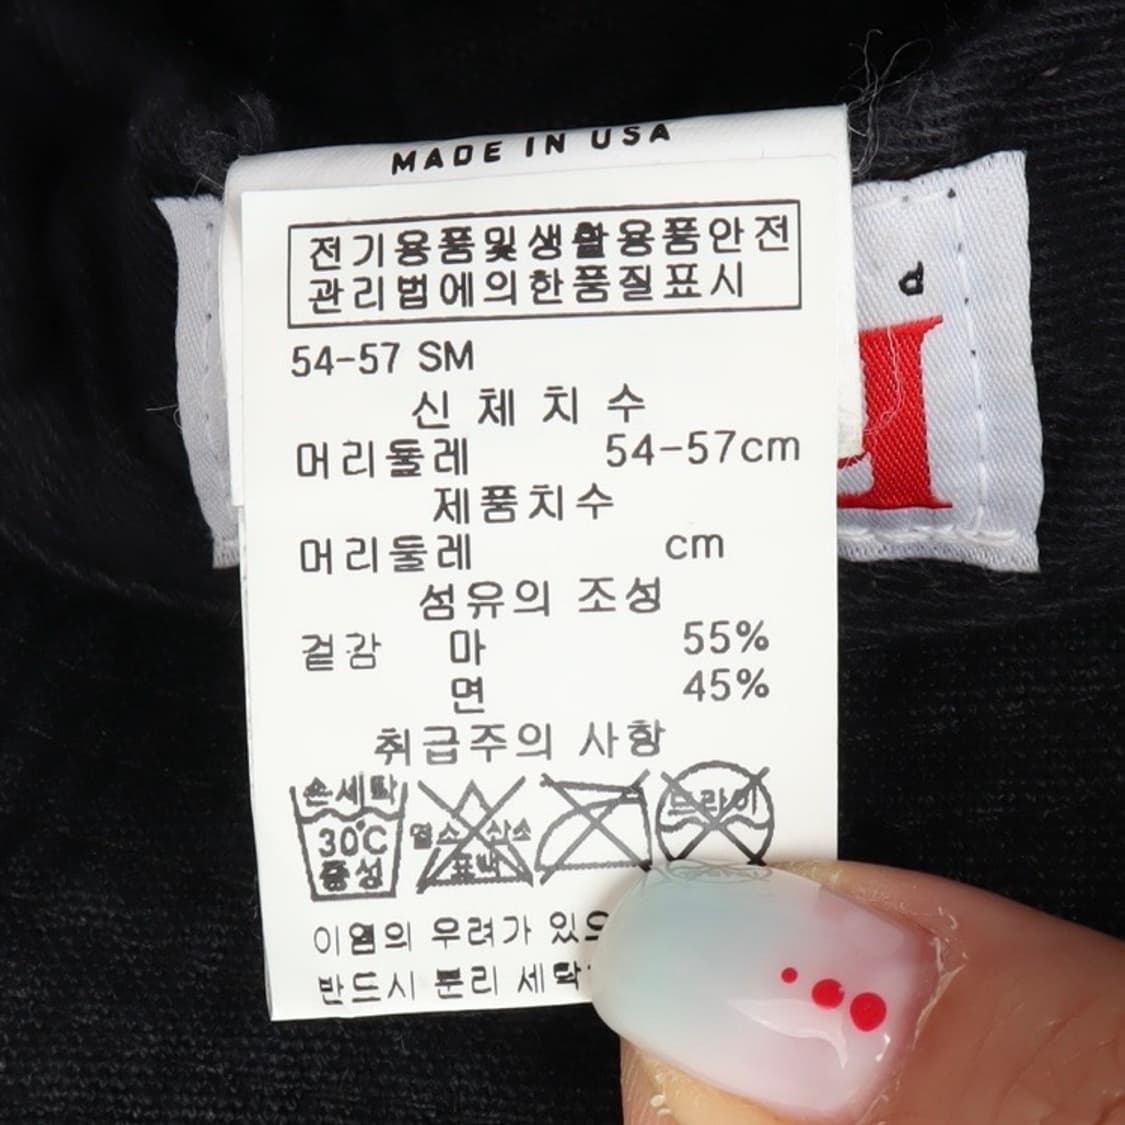 MADE IN USA
전기용품및생활용품안전
관리법에의한품질표시
54-57 SM
신체치수
머리둘레 54-57cm
제품치수
머리둘레 cm
섬유의 조성
겉감 마 55%
면 45%
취급주의 사항
손세탁
30℃
중성
염소 산소
표백
드라이
이염의 우려가
반드시 분리